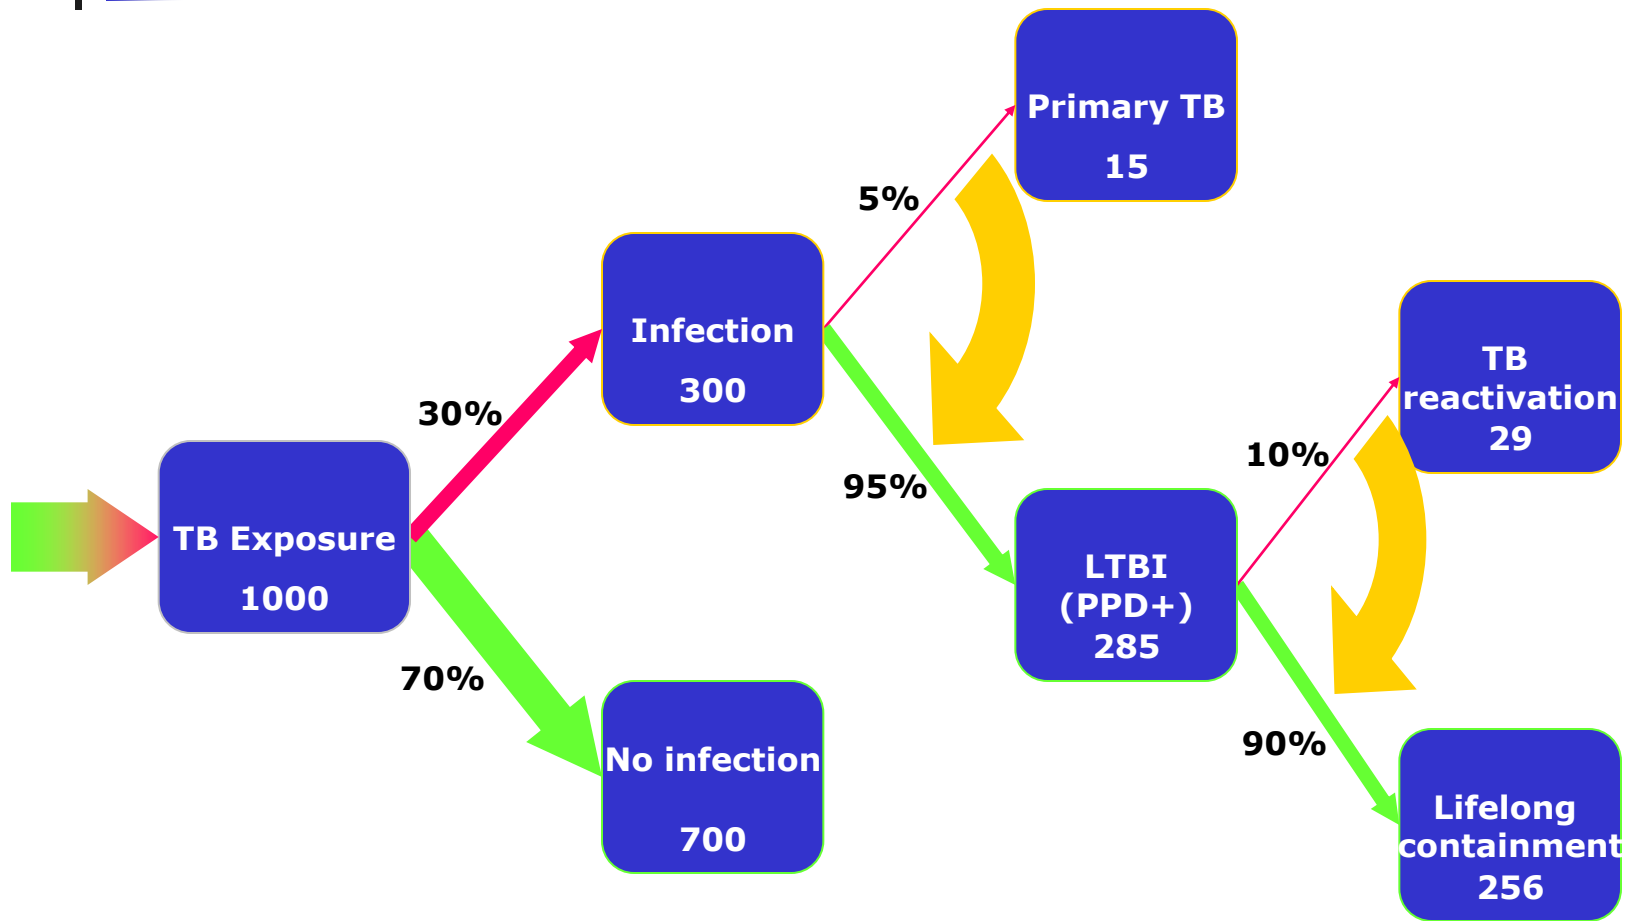 TB Exposure
1000
30%
70%
Infection
300
No infection
700
5%
95%
Primary TB
15
LTBI
(PPD+)
285
10%
90%
TB
reactivation
29
Lifelong
containment
256